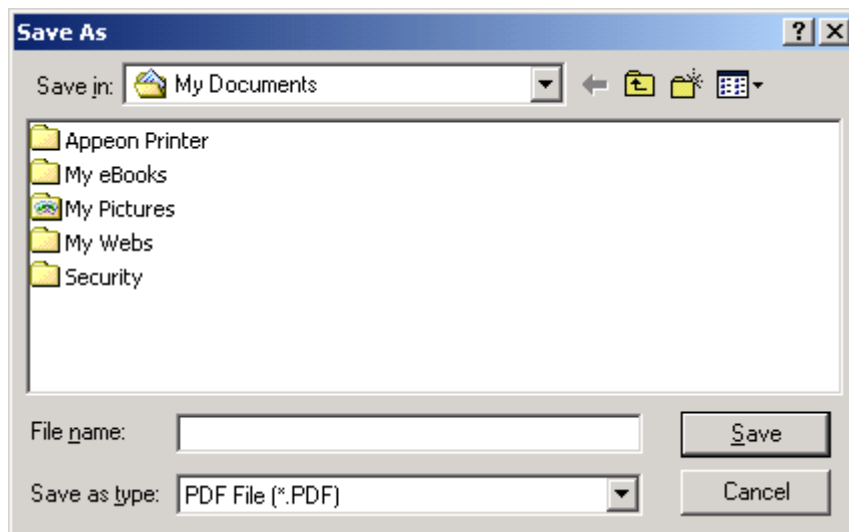 Save As
Save in: My Documents
Appeon Printer
My eBooks
My Pictures
My Webs
Security
File name: Save
Save as type: PDF File (*.PDF) Cancel